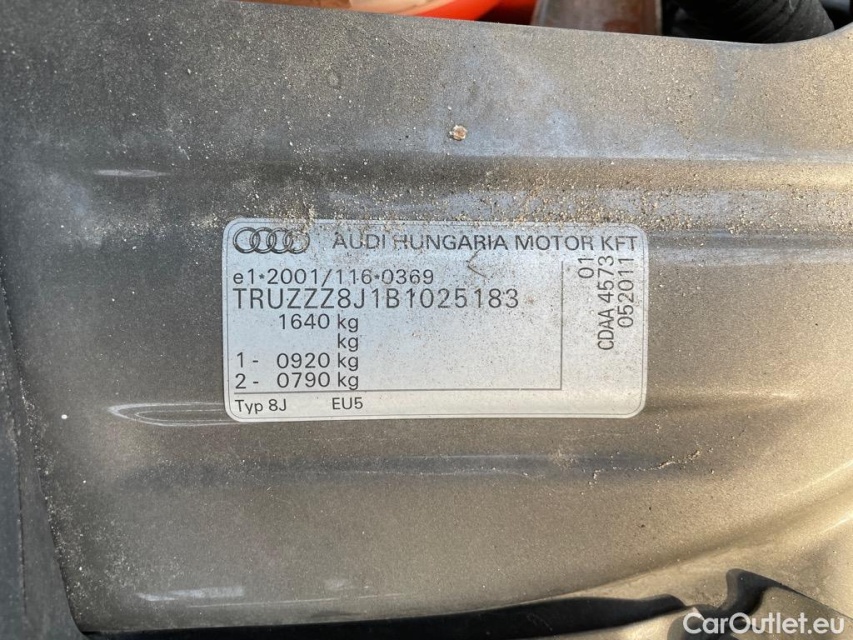 AUDI HUNGARIA MOTOR KFT
e1*2001/116*0369
TRUZZZ8J1B1025183
1640 kg
kg
1- 0920 kg
2- 0790 kg
Typ 8J EU5
01
CDAA 4573
052011
CarOutlet.eu